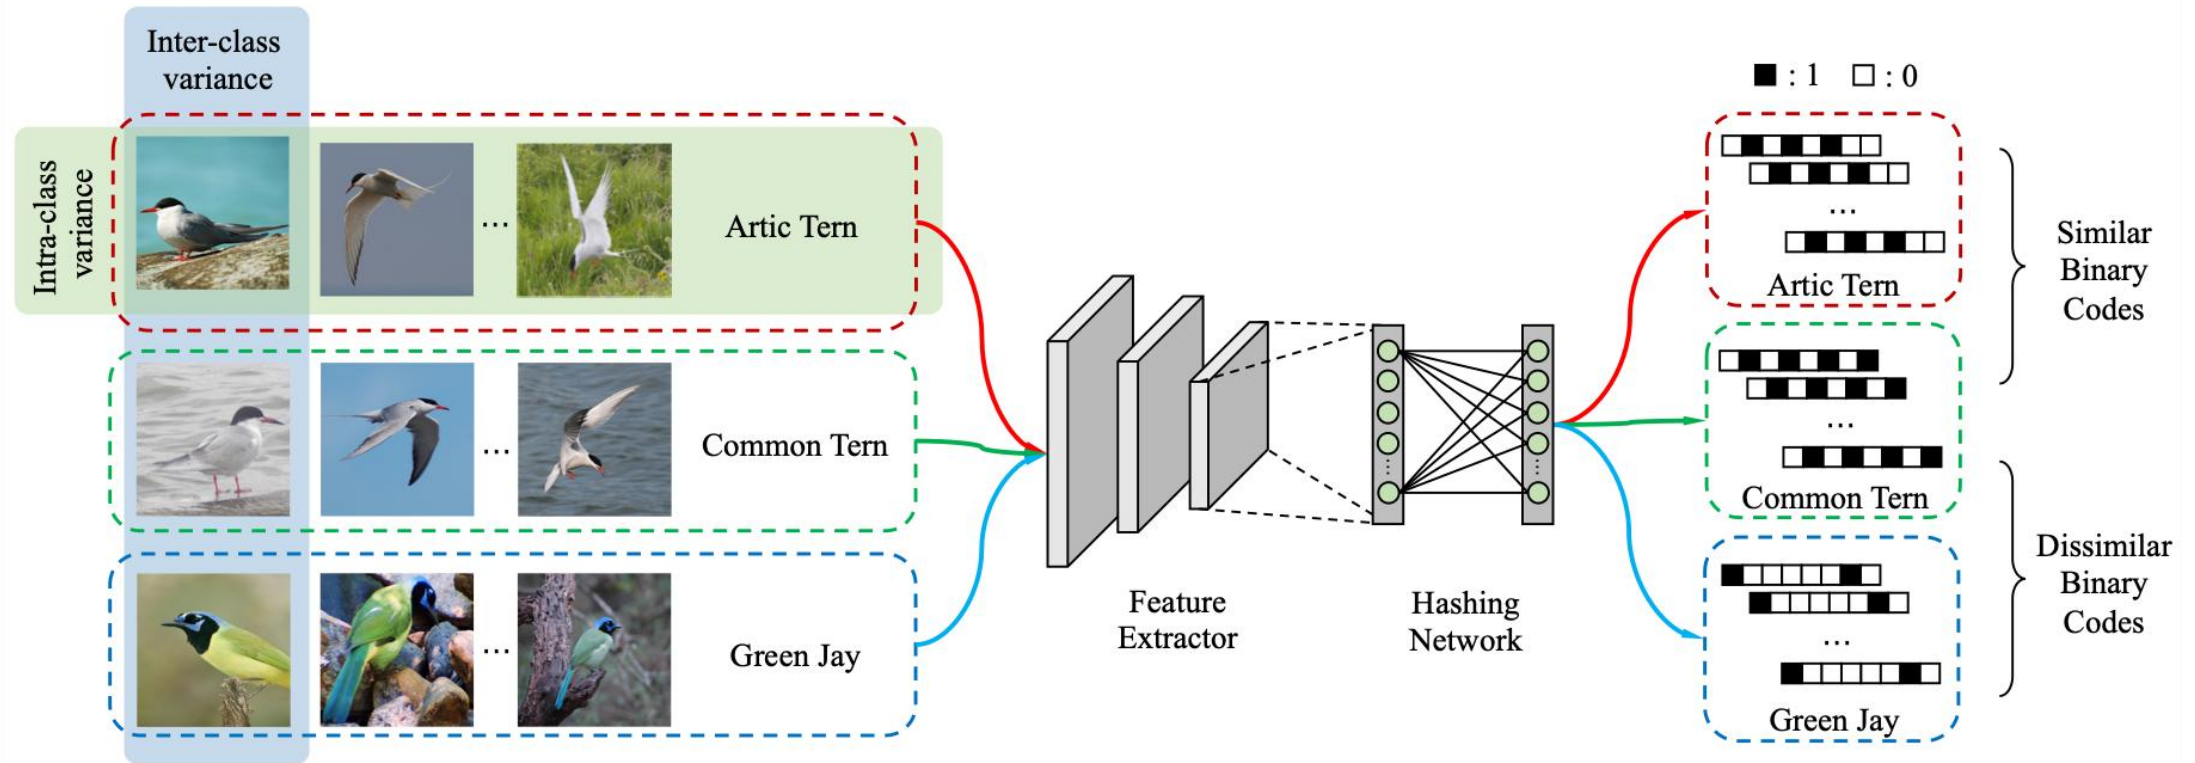 Inter-class
variance
Intra-class
variance
...
Artic Tern
...
Common Tern
...
Green Jay
Feature
Extractor
Hashing
Network
: 1 : 0
...
Artic Tern
...
Common Tern
...
Green Jay
Similar
Binary
Codes
Dissimilar
Binary
Codes